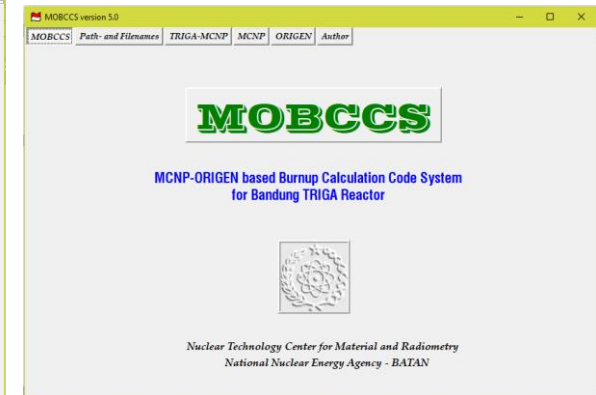 MOBCCS version 5.0
MOBCCS Path- and Filenames TRIGA-MCNP MCNP ORIGEN Author
MOBCCS
MCNP-ORIGEN based Burnup Calculation Code System
for Bandung TRIGA Reactor
Nuclear Technology Center for Material and Radiometry
National Nuclear Energy Agency - BATAN